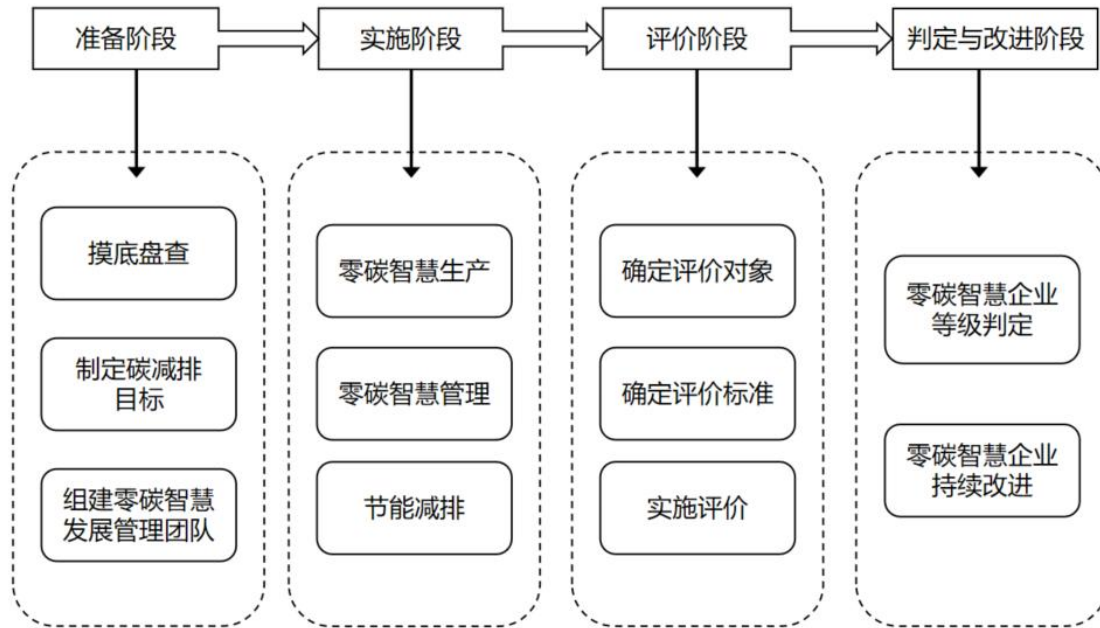 准备阶段
实施阶段
评价阶段
判定与改进阶段
摸底盘查
制定碳减排
目标
组建零碳智慧
发展管理团队
零碳智慧生产
零碳智慧管理
节能减排
确定评价对象
确定评价标准
实施评价
零碳智慧企业
等级判定
零碳智慧企业
持续改进